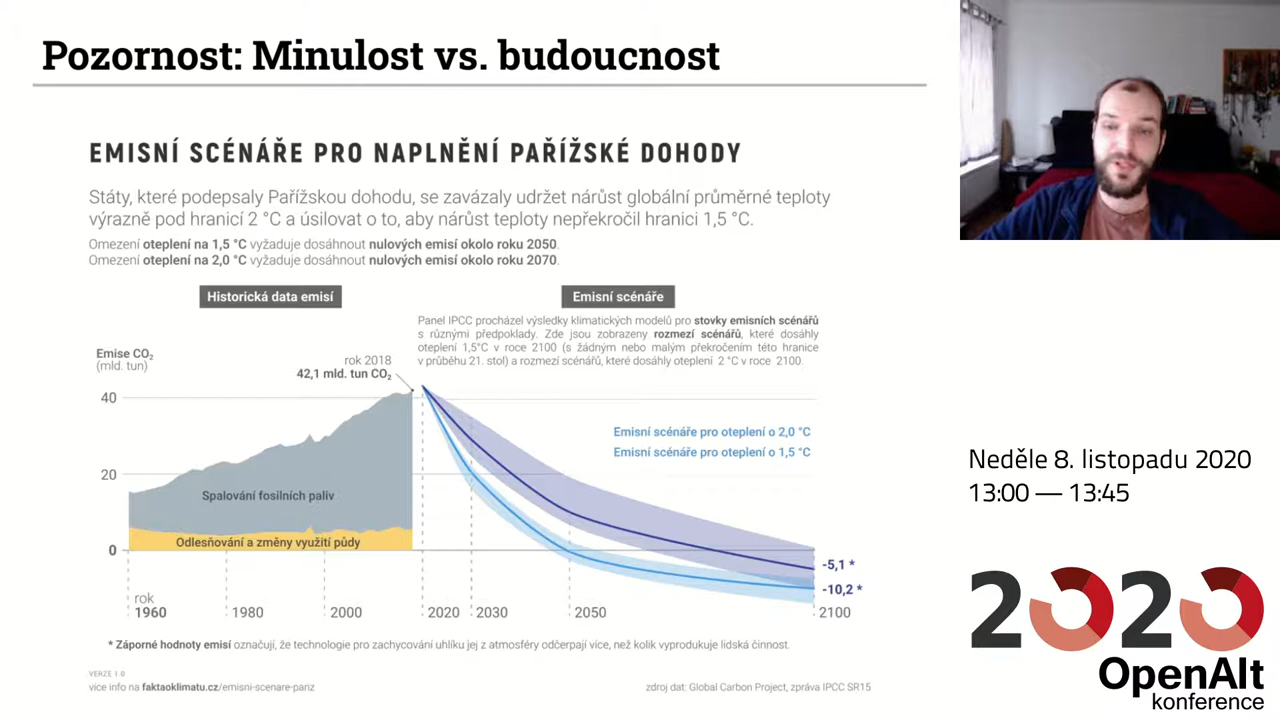 Pozornost: Minulost vs. budoucnost
EMISNÍ SCÉNÁŘE PRO NAPLNĚNÍ PAŘÍŽSKÉ DOHODY
Státy, které podepsaly Pařížskou dohodu, se zavázaly udržet nárůst globální průměrné teploty
výrazně pod hranicí 2 °C a úsilovat o to, aby nárůst teploty nepřekročil hranici 1,5 °C.
Omezení oteplení na 1,5 °C vyžaduje dosáhnout nulových emisí okolo roku 2050.
Omezení oteplení na 2,0 °C vyžaduje dosáhnout nulových emisí okolo roku 2070.
Historická data emisí
Emisní scénáře
Panel IPCC procházel výsledky klimatických modelů pro stovky emisních scénářů
s různými předpoklady. Zde jsou zobrazeny rozmezí scénářů, které dosáhly
oteplení 1,5°C v roce 2100 (s žádným nebo malým překročením této hranice
v průběhu 21. stol) a rozmezí scénářů, které dosáhly oteplení 2 °C v roce 2100.
Emise CO₂
(mld. tun)
rok 2018
42,1 mld. tun CO₂
40
20
0
Emisní scénáře pro oteplení o 2,0 °C
Emisní scénáře pro oteplení o 1,5 °C
Spalování fosilních paliv
Odlesňování a změny využití půdy
-5,1 *
-10,2 *
rok
1960
1980
2000
2020
2030
2050
2100
* Záporné hodnoty emisí označují, že technologie pro zachycování uhlíku jej z atmosféry odčerpají více, než kolik vyprodukuje lidská činnost.
VERZE 1.0
více info na faktaoklimatu.cz/emisni-scenare-pariz
zdroj dat: Global Carbon Project, zpráva IPCC SR15
Neděle 8. listopadu 2020
13:00 — 13:45
2020
OpenAlt
konference